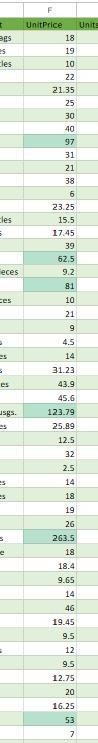 F
UnitPrice Units
ags 18
es 19
tles 10
22
21.35
25
30
40
97
31
21
38
6
23.25
tles 15.5
s 17.45
39
62.5
ieces 9.2
81
ces 10
21
9
s 4.5
es 14
s 31.23
es 43.9
45.6
usgs. 123.79
es 25.89
12.5
32
2.5
es 14
es 18
19
26
s 263.5
e 18
18.4
9.65
14
46
19.45
9.5
s 12
9.5
12.75
20
16.25
53
7